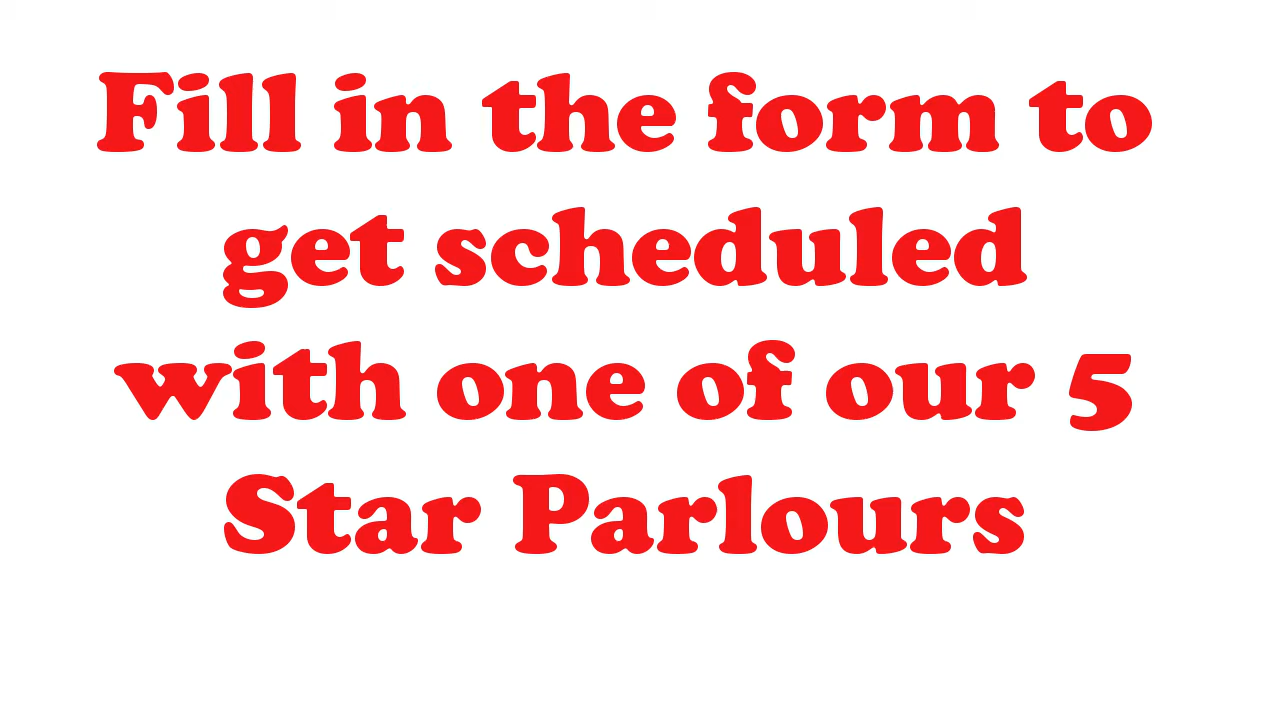 Fill in the form to
get scheduled
with one of our 5
Star Parlours